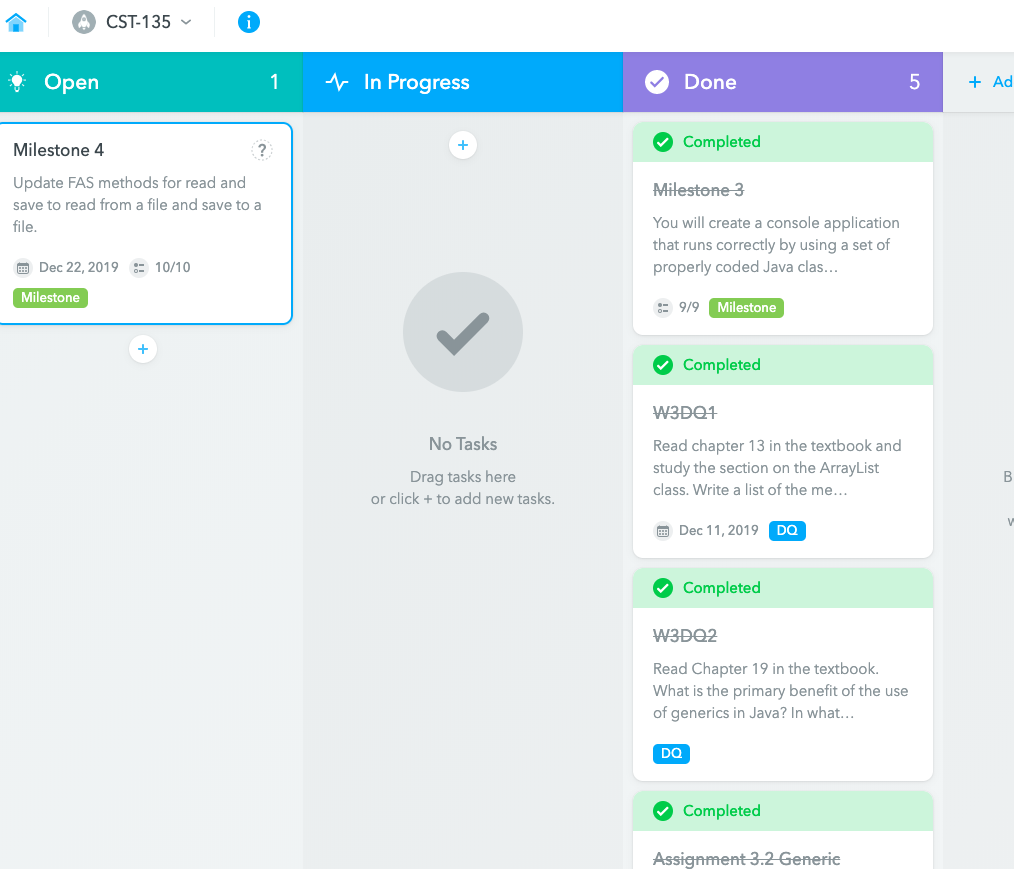 CST-135
Open 1
In Progress
Done 5
+ Ad
Milestone 4
?
Update FAS methods for read and
save to read from a file and save to a
file.
Dec 22, 2019 10/10
Milestone
+
+
No Tasks
Drag tasks here
or click + to add new tasks.
Completed
Milestone 3
You will create a console application
that runs correctly by using a set of
properly coded Java clas…
9/9 Milestone
Completed
W3DQ1
Read chapter 13 in the textbook and
study the section on the ArrayList
class. Write a list of the me…
Dec 11, 2019 DQ
Completed
W3DQ2
Read Chapter 19 in the textbook.
What is the primary benefit of the use
of generics in Java? In what…
DQ
Completed
Assignment 3.2 Generic
B
w